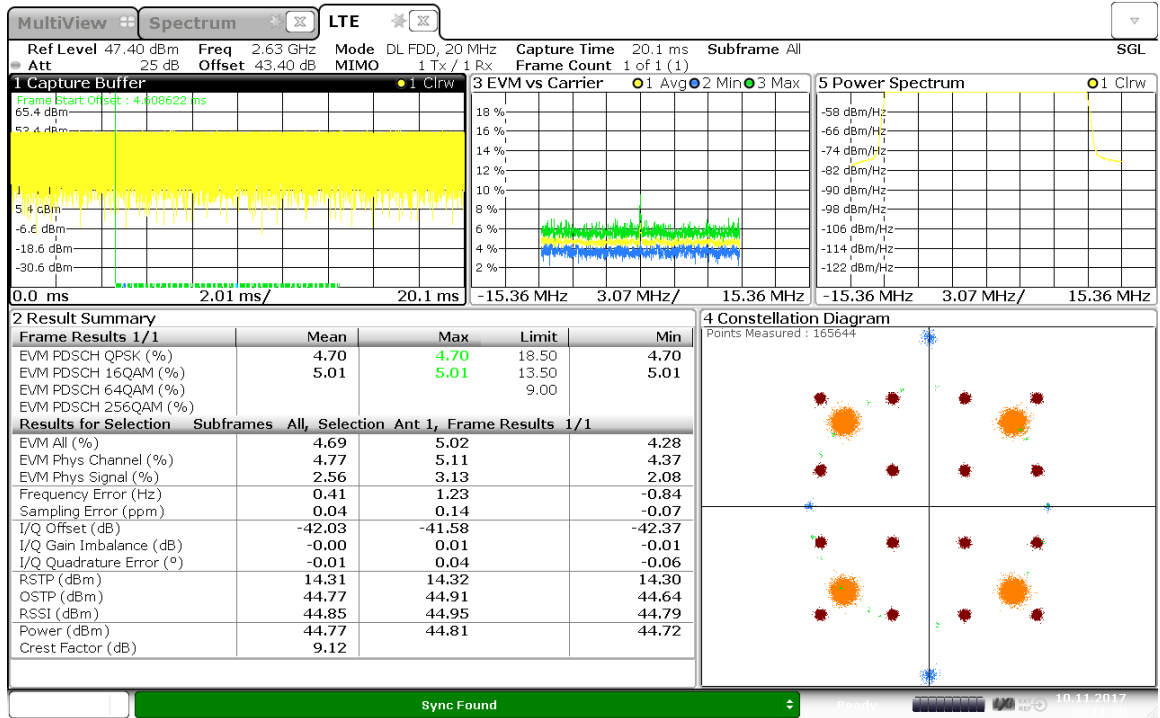 MultiView Spectrum LTE
Ref Level 47.40 dBm Freq 2.63 GHz Mode DL FDD, 20 MHz Capture Time 20.1 ms Subframe All SGL
Att 25 dB Offset 43.40 dB MIMO 1 Tx / 1 Rx Frame Count 1 of 1 (1)
1 Capture Buffer 1 Clrw
Frame Start Offset : 4.608622 ms
65.4 dBm
53.4 dBm
5.4 dBm
-6.6 dBm
-18.6 dBm
-30.6 dBm
0.0 ms 2.01 ms/ 20.1 ms
3 EVM vs Carrier 1 Avg 2 Min 3 Max
18 %
16 %
14 %
12 %
10 %
8 %
6 %
4 %
2 %
-15.36 MHz 3.07 MHz/ 15.36 MHz
5 Power Spectrum 1 Clrw
-58 dBm/Hz
-66 dBm/Hz
-74 dBm/Hz
-82 dBm/Hz
-90 dBm/Hz
-98 dBm/Hz
-106 dBm/Hz
-114 dBm/Hz
-122 dBm/Hz
-15.36 MHz 3.07 MHz/ 15.36 MHz
2 Result Summary
Frame Results 1/1 Mean Max Limit Min
EVM PDSCH QPSK (%) 4.70 4.70 18.50 4.70
EVM PDSCH 16QAM (%) 5.01 5.01 13.50 5.01
EVM PDSCH 64QAM (%) 9.00
EVM PDSCH 256QAM (%)
Results for Selection Subframes All, Selection Ant 1, Frame Results 1/1
EVM All (%) 4.69 5.02 4.28
EVM Phys Channel (%) 4.77 5.11 4.37
EVM Phys Signal (%) 2.56 3.13 2.08
Frequency Error (Hz) 0.41 1.23 -0.84
Sampling Error (ppm) 0.04 0.14 -0.07
I/Q Offset (dB) -42.03 -41.58 -42.37
I/Q Gain Imbalance (dB) -0.00 0.01 -0.01
I/Q Quadrature Error (°) -0.01 0.04 -0.06
RSTP (dBm) 14.31 14.32 14.30
OSTP (dBm) 44.77 44.91 44.64
RSSI (dBm) 44.85 44.95 44.79
Power (dBm) 44.77 44.81 44.72
Crest Factor (dB) 9.12
4 Constellation Diagram
Points Measured : 165644
Sync Found
Ready
10.11.2017